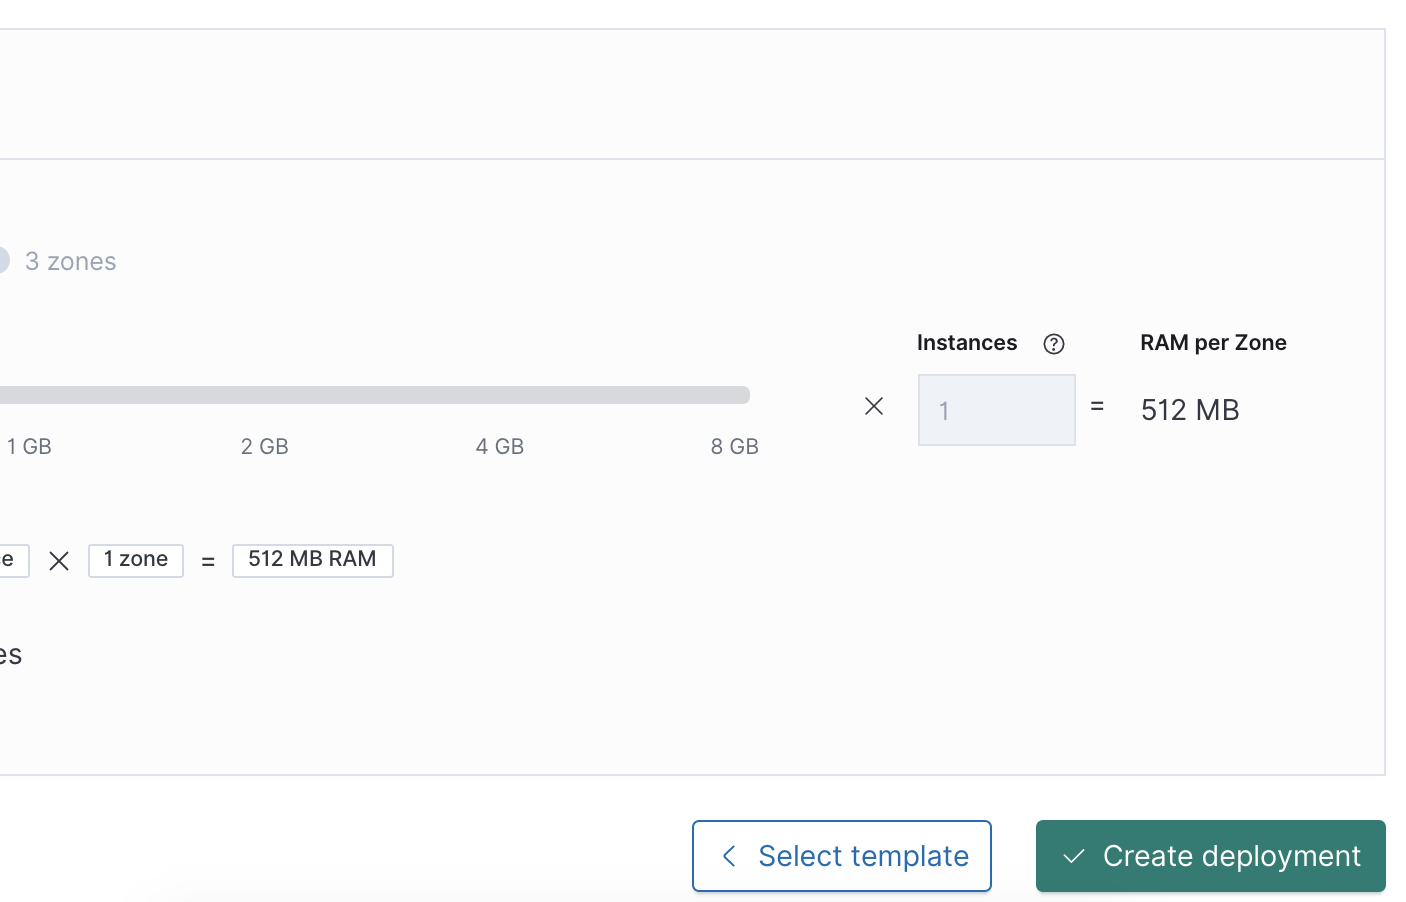 3 zones
Instances RAM per Zone
1 = 512 MB
1 GB 2 GB 4 GB 8 GB
1 zone = 512 MB RAM
Select template Create deployment